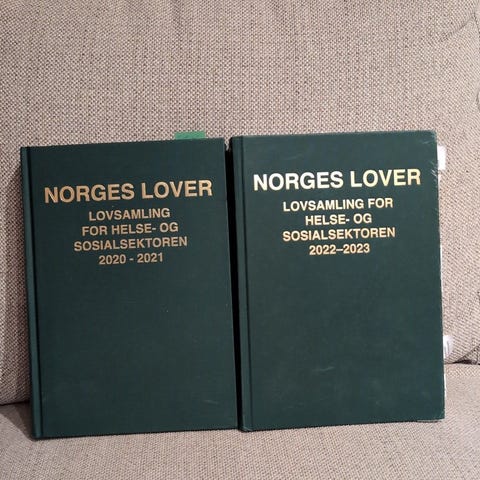 NORGES LOVER
LOVSAMLING
FOR HELSE- OG
SOSIALSEKTOREN
2020 - 2021
NORGES LOVER
LOVSAMLING FOR
HELSE- OG
SOSIALSEKTOREN
2022–2023